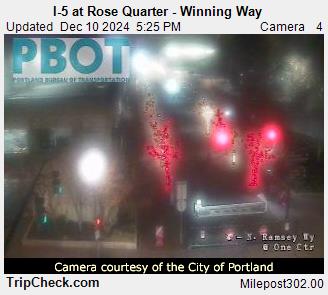 I-5 at Rose Quarter - Winning Way
Updated Dec 10 2024 5:25 PM Camera 4
PBOT
PORTLAND BUREAU OF TRANSPORTATION
- N. Ramsey Wy
@ One Ctr
Camera courtesy of the City of Portland
TripCheck.com Milepost302.00